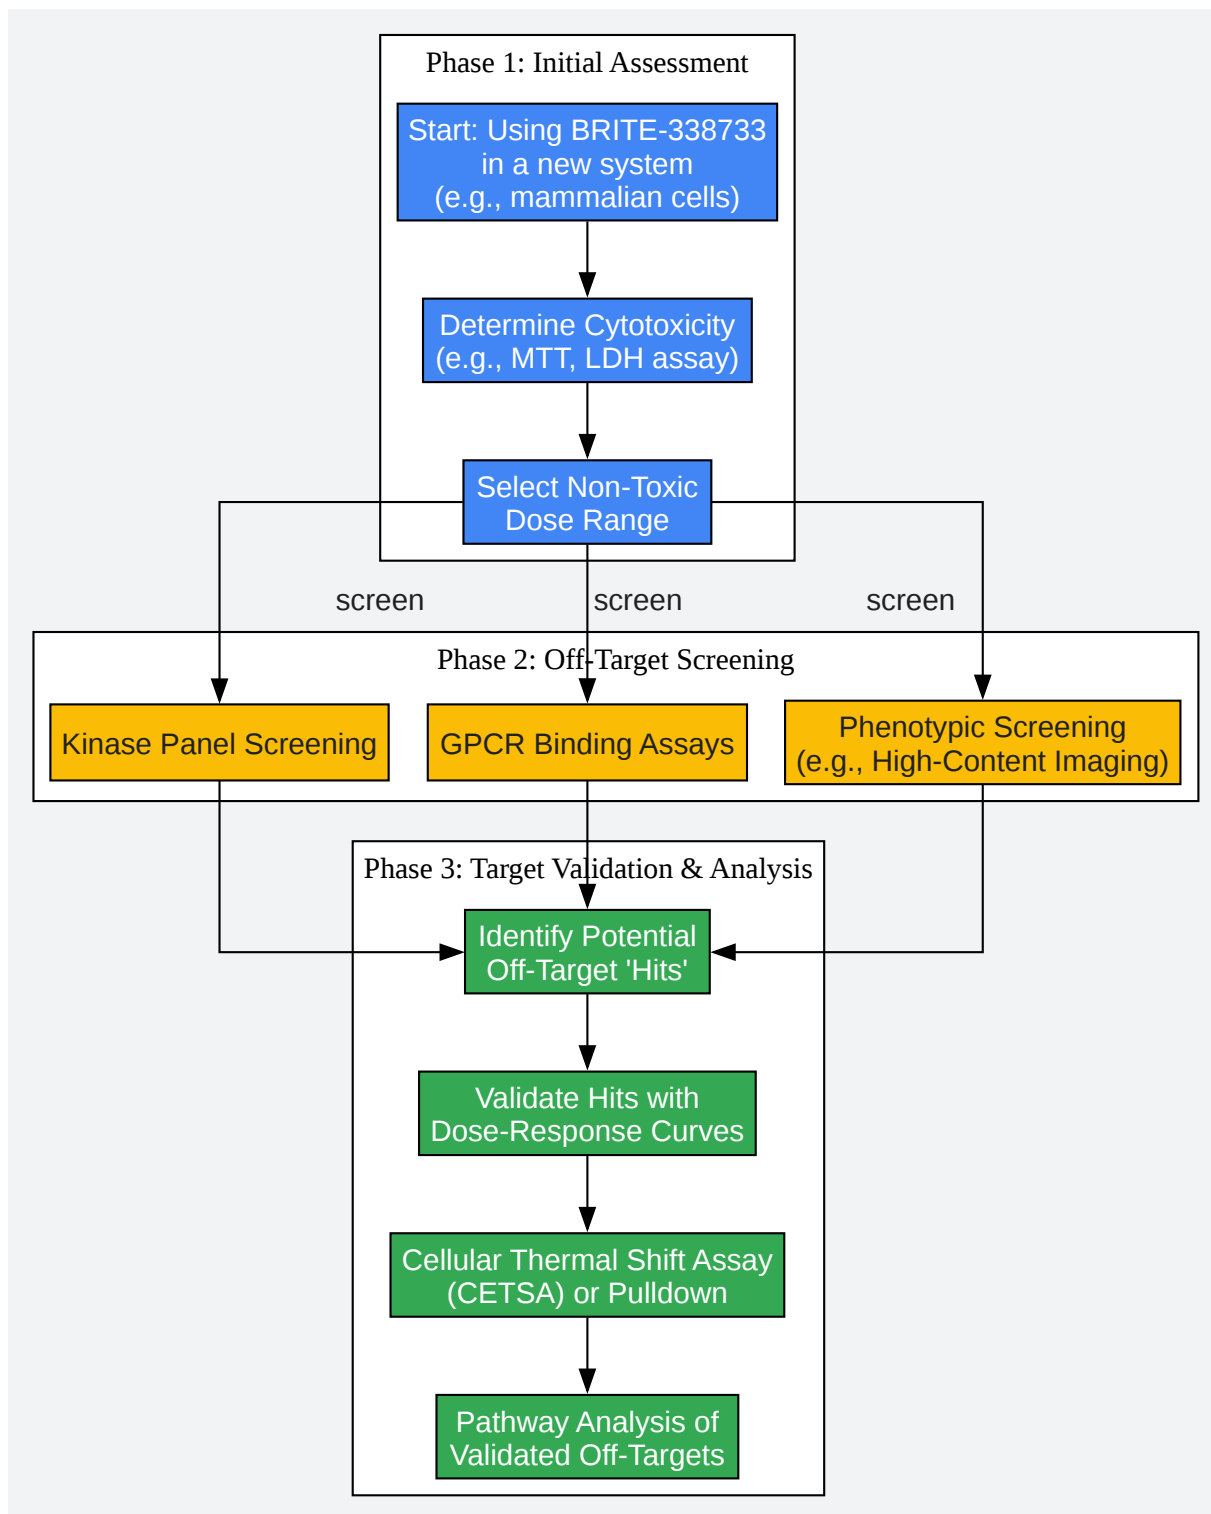 Phase 1: Initial Assessment
Start: Using BRITE-338733
in a new system
(e.g., mammalian cells)
Determine Cytotoxicity
(e.g., MTT, LDH assay)
Select Non-Toxic
Dose Range
screen
screen
screen
Phase 2: Off-Target Screening
Kinase Panel Screening
GPCR Binding Assays
Phenotypic Screening
(e.g., High-Content Imaging)
Phase 3: Target Validation & Analysis
Identify Potential
Off-Target 'Hits'
Validate Hits with
Dose-Response Curves
Cellular Thermal Shift Assay
(CETSA) or Pulldown
Pathway Analysis of
Validated Off-Targets